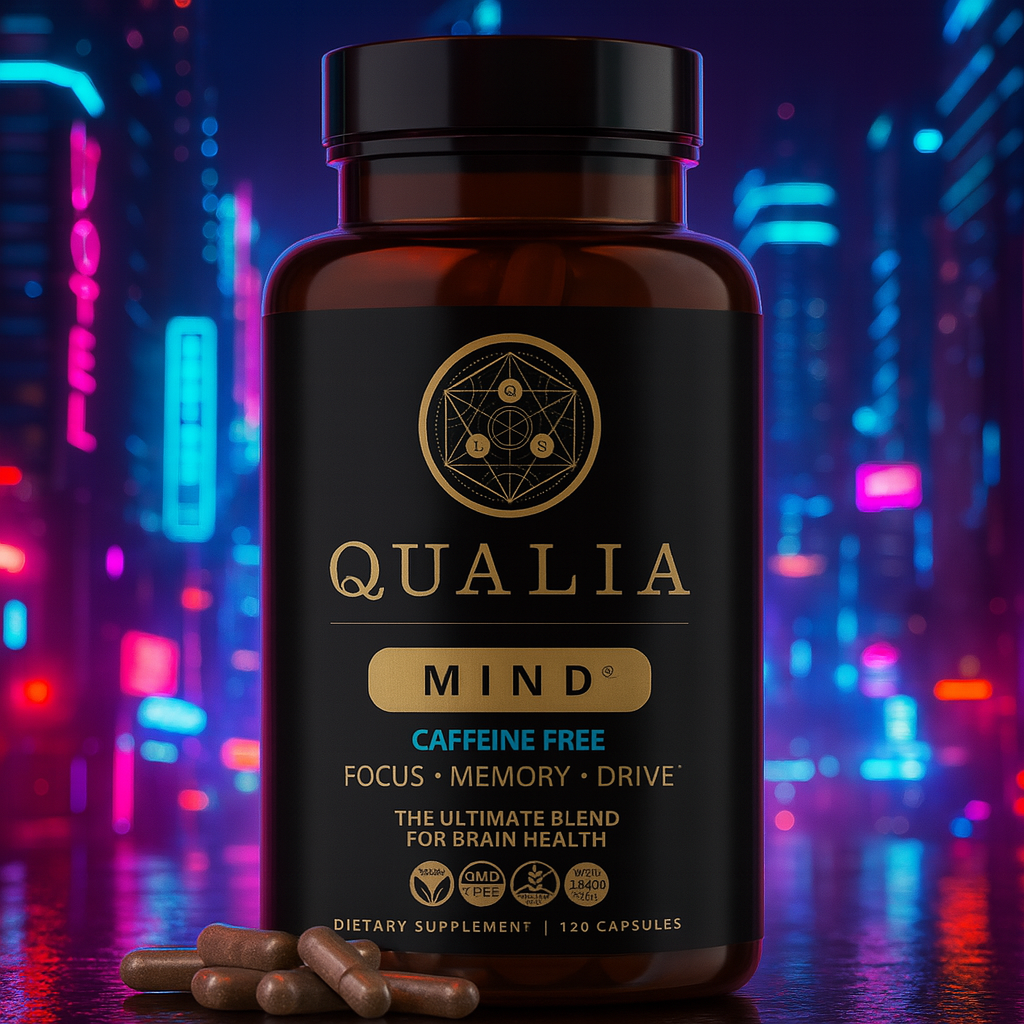 Q
L S
QUALIA
MIND
CAFFEINE FREE
FOCUS • MEMORY • DRIVE*
THE ULTIMATE BLEND
FOR BRAIN HEALTH
DIETARY SUPPLEMENT | 120 CAPSULES